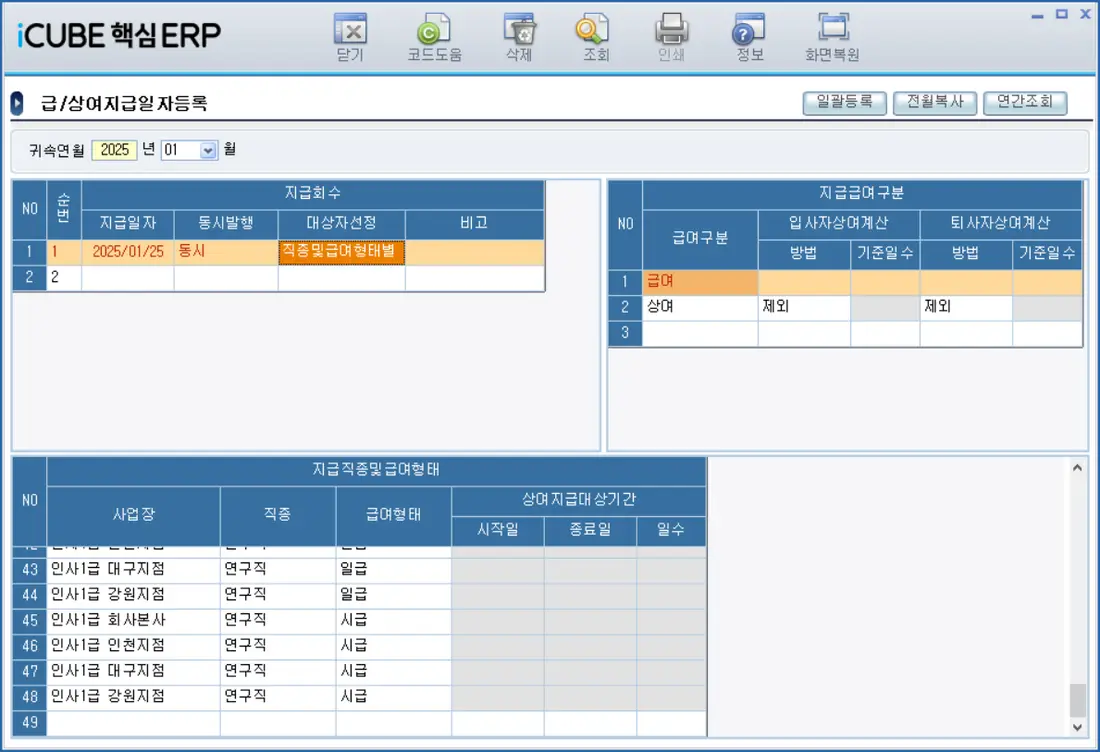 iCUBE 핵심ERP
닫기 코드도움 삭제 조회 인쇄 정보 화면복원
급/상여지급일자등록
일괄등록 전월복사 연간조회
귀속연월 2025 년 01 월
NO 순번 지급회수
지급일자 동시발행 대상자선정 비고
1 1 2025/01/25 동시 직종및급여형태별
2 2
NO 지급급여구분
급여구분 입사자상여계산 퇴사자상여계산
방법 기준일수 방법 기준일수
1 급여
2 상여 제외 제외
3
NO 지급직종및급여형태
사업장 직종 급여형태 상여지급대상기간
시작일 종료일 일수
43 인사1급 대구지점 연구직 일급
44 인사1급 강원지점 연구직 일급
45 인사1급 회사본사 연구직 시급
46 인사1급 인천지점 연구직 시급
47 인사1급 대구지점 연구직 시급
48 인사1급 강원지점 연구직 시급
49